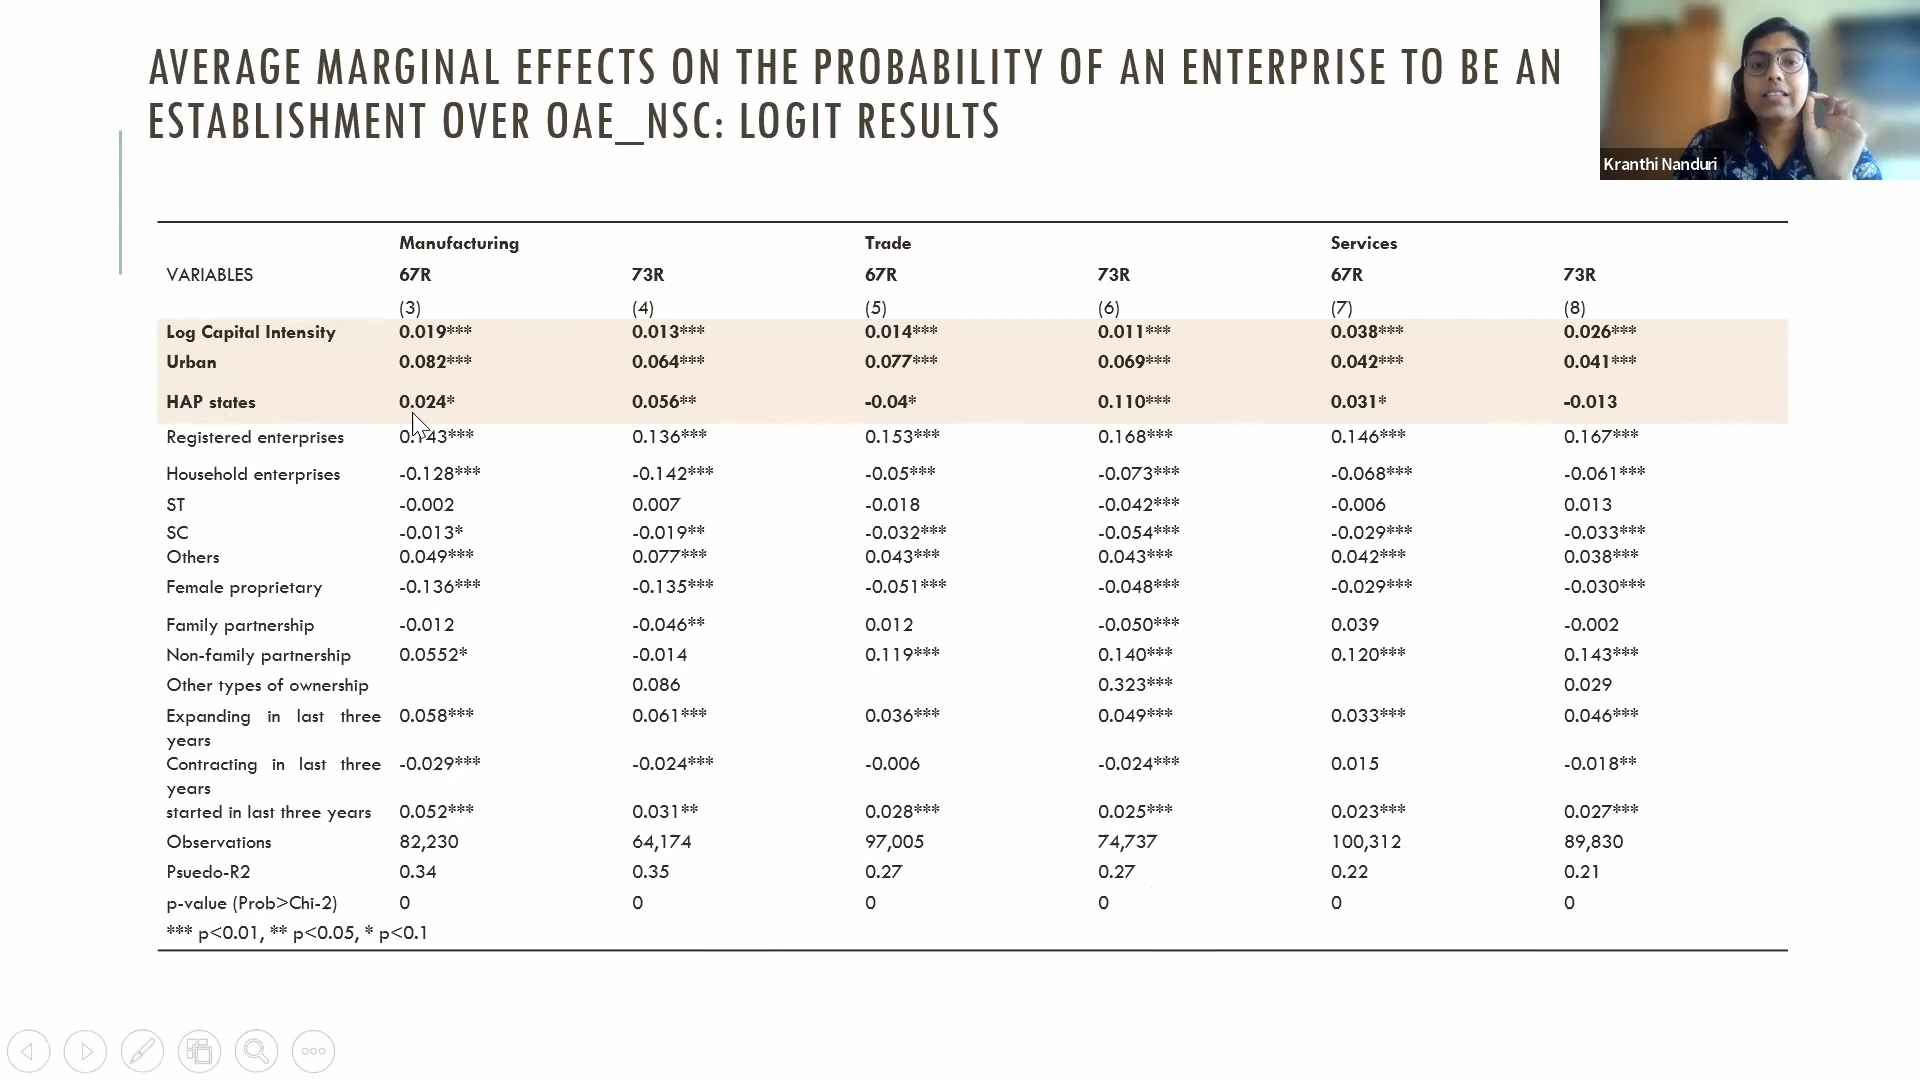 AVERAGE MARGINAL EFFECTS ON THE PROBABILITY OF AN ENTERPRISE TO BE AN
ESTABLISHMENT OVER OAE_NSC: LOGIT RESULTS
Kranthi Nanduri
Manufacturing Trade Services
VARIABLES 67R 73R 67R 73R 67R 73R
(3) (4) (5) (6) (7) (8)
Log Capital Intensity 0.019*** 0.013*** 0.014*** 0.011*** 0.038*** 0.026***
Urban 0.082*** 0.064*** 0.077*** 0.069*** 0.042*** 0.041***
HAP states 0.024* 0.056** -0.04* 0.110*** 0.031* -0.013
Registered enterprises 0.143*** 0.136*** 0.153*** 0.168*** 0.146*** 0.167***
Household enterprises -0.128*** -0.142*** -0.05*** -0.073*** -0.068*** -0.061***
ST -0.002 0.007 -0.018 -0.042*** -0.006 0.013
SC -0.013* -0.019** -0.032*** -0.054*** -0.029*** -0.033***
Others 0.049*** 0.077*** 0.043*** 0.043*** 0.042*** 0.038***
Female proprietary -0.136*** -0.135*** -0.051*** -0.048*** -0.029*** -0.030***
Family partnership -0.012 -0.046** 0.012 -0.050*** 0.039 -0.002
Non-family partnership 0.0552* -0.014 0.119*** 0.140*** 0.120*** 0.143***
Other types of ownership 0.086 0.323*** 0.029
Expanding in last three 0.058*** 0.061*** 0.036*** 0.049*** 0.033*** 0.046***
years
Contracting in last three -0.029*** -0.024*** -0.006 -0.024*** 0.015 -0.018**
years
started in last three years 0.052*** 0.031** 0.028*** 0.025*** 0.023*** 0.027***
Observations 82,230 64,174 97,005 74,737 100,312 89,830
Psuedo-R2 0.34 0.35 0.27 0.27 0.22 0.21
p-value (Prob>Chi-2) 0 0 0 0 0 0
*** p<0.01, ** p<0.05, * p<0.1